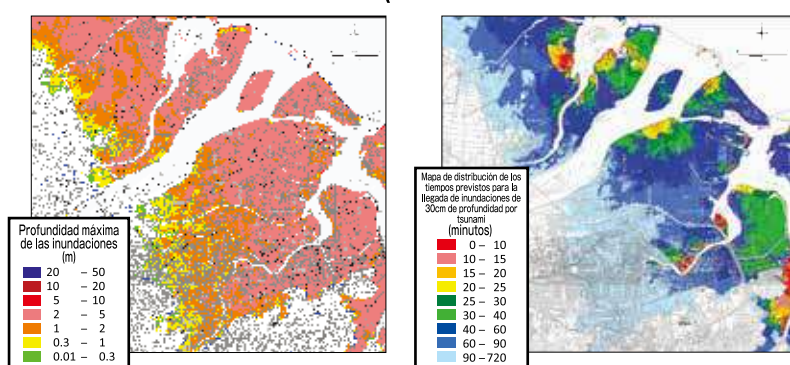 Profundidad máxima
de las inundaciones
(m)
20 – 50
10 – 20
5 – 10
2 – 5
1 – 2
0.3 – 1
0.01 – 0.3
Mapa de distribución de los
tiempos previstos para la
llegada de inundaciones de
30cm de profundidad por
tsunami
(minutos)
0 – 10
10 – 15
15 – 20
20 – 25
25 – 30
30 – 40
40 – 60
60 – 90
90 –720